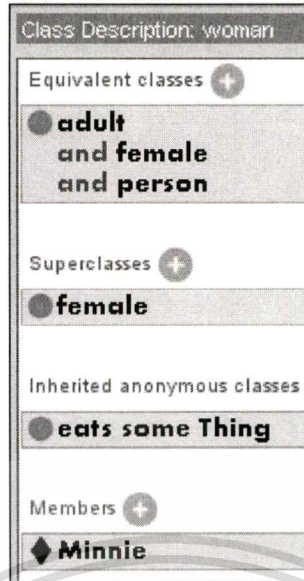 Class Description: woman
Equivalent classes
adult
and female
and person
Superclasses
female
Inherited anonymous classes
eats some Thing
Members
Minnie